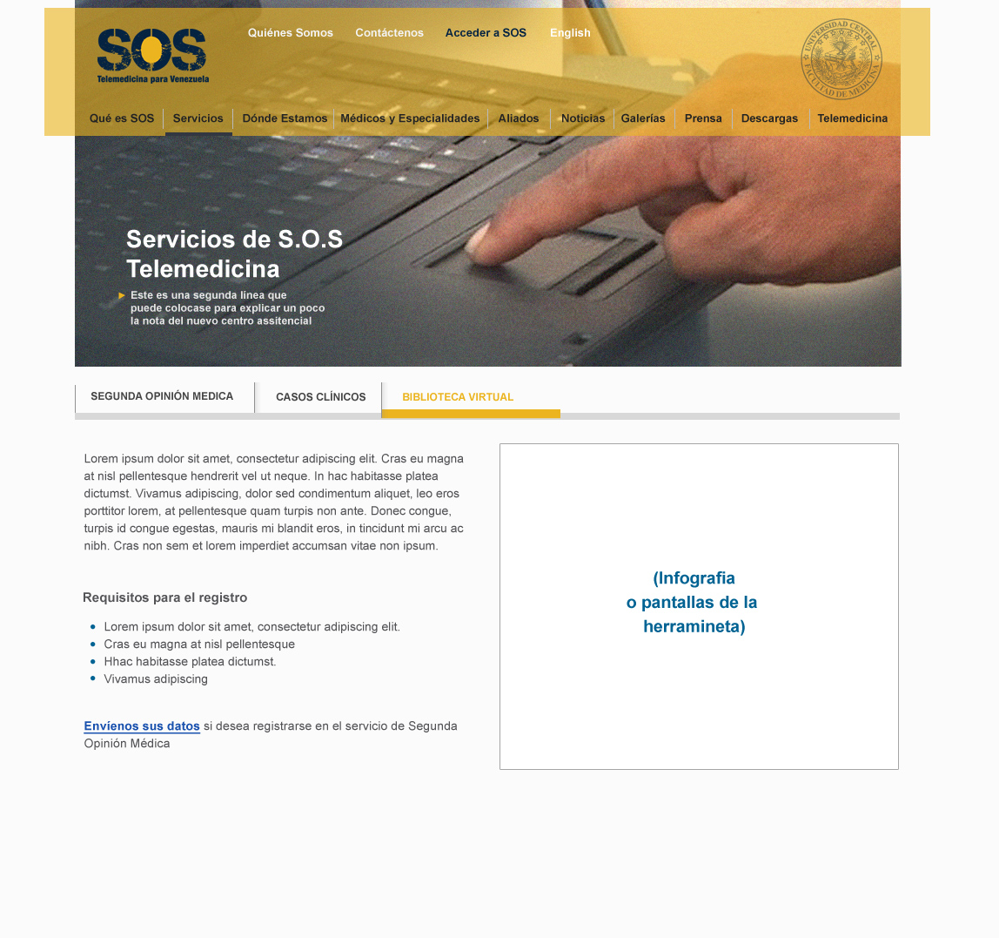 SOS
Telemedicina para Venezuela
Quiénes Somos Contáctenos Acceder a SOS English
UNIVERSIDAD CENTRAL
FACULTAD DE MEDICINA
Qué es SOS Servicios Dónde Estamos Médicos y Especialidades Aliados Noticias Galerías Prensa Descargas Telemedicina
Servicios de S.O.S
Telemedicina
Este es una segunda línea que
puede colocase para explicar un poco
la nota del nuevo centro assitencial
SEGUNDA OPINIÓN MEDICA CASOS CLÍNICOS BIBLIOTECA VIRTUAL
Lorem ipsum dolor sit amet, consectetur adipiscing elit. Cras eu magna
at nisl pellentesque hendrerit vel ut neque. In hac habitasse platea
dictumst. Vivamus adipiscing, dolor sed condimentum aliquet, leo eros
porttitor lorem, at pellentesque quam turpis non ante. Donec congue,
turpis id congue egestas, mauris mi blandit eros, in tincidunt mi arcu ac
nibh. Cras non sem et lorem imperdiet accumsan vitae non ipsum.
Requisitos para el registro
Lorem ipsum dolor sit amet, consectetur adipiscing elit.
Cras eu magna at nisl pellentesque
Hhac habitasse platea dictumst.
Vivamus adipiscing
Envíenos sus datos si desea registrarse en el servicio de Segunda
Opinión Médica
(Infografia
o pantallas de la
herramineta)